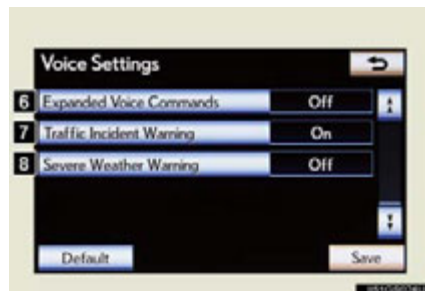 Voice Settings
6 Expanded Voice Commands Off
7 Traffic Incident Warning On
8 Severe Weather Warning Off
Default Save